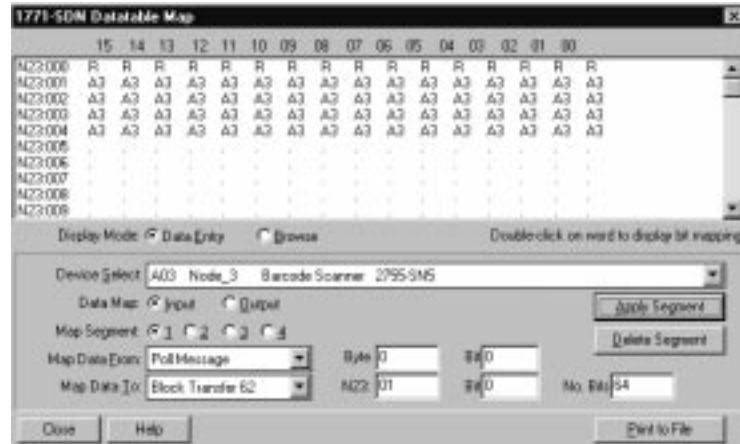 1771-SDN Datatable Map
15 14 13 12 11 10 09 08 07 06 05 04 03 02 01 00
N23:000 R R R R R R R R R R R R R R R R
N23:001 A3 A3 A3 A3 A3 A3 A3 A3 A3 A3 A3 A3 A3 A3 A3 A3
N23:002 A3 A3 A3 A3 A3 A3 A3 A3 A3 A3 A3 A3 A3 A3 A3 A3
N23:003 A3 A3 A3 A3 A3 A3 A3 A3 A3 A3 A3 A3 A3 A3 A3 A3
N23:004 A3 A3 A3 A3 A3 A3 A3 A3 A3 A3 A3 A3 A3 A3 A3 A3
N23:005
N23:006
N23:007
N23:008
N23:009
Display Mode: Data Entry Browse Double-click on word to display bit mapping
Device Select: A03 Node_3 Barcode Scanner 2755-SN5
Data Map: Input Output Apply Segment
Map Segment: 1 2 3 4 Delete Segment
Map Data From: Poll Message Byte 0 Bit 0
Map Data To: Block Transfer 62 N23: 01 Bit 0 No. Bits 64
Close Help Print to File